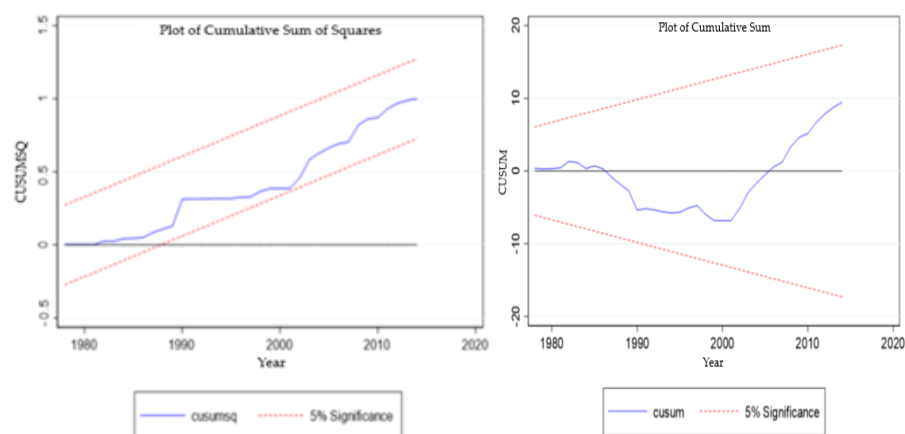 Plot of Cumulative Sum of Squares
CUSUMSQ
1.5
1
0.5
0
-0.5
1980 1990 2000 2010 2020
Year
cusumsq 5% Significance
Plot of Cumulative Sum
CUSUM
20
10
0
-10
-20
1980 1990 2000 2010 2020
Year
cusum 5% Significance